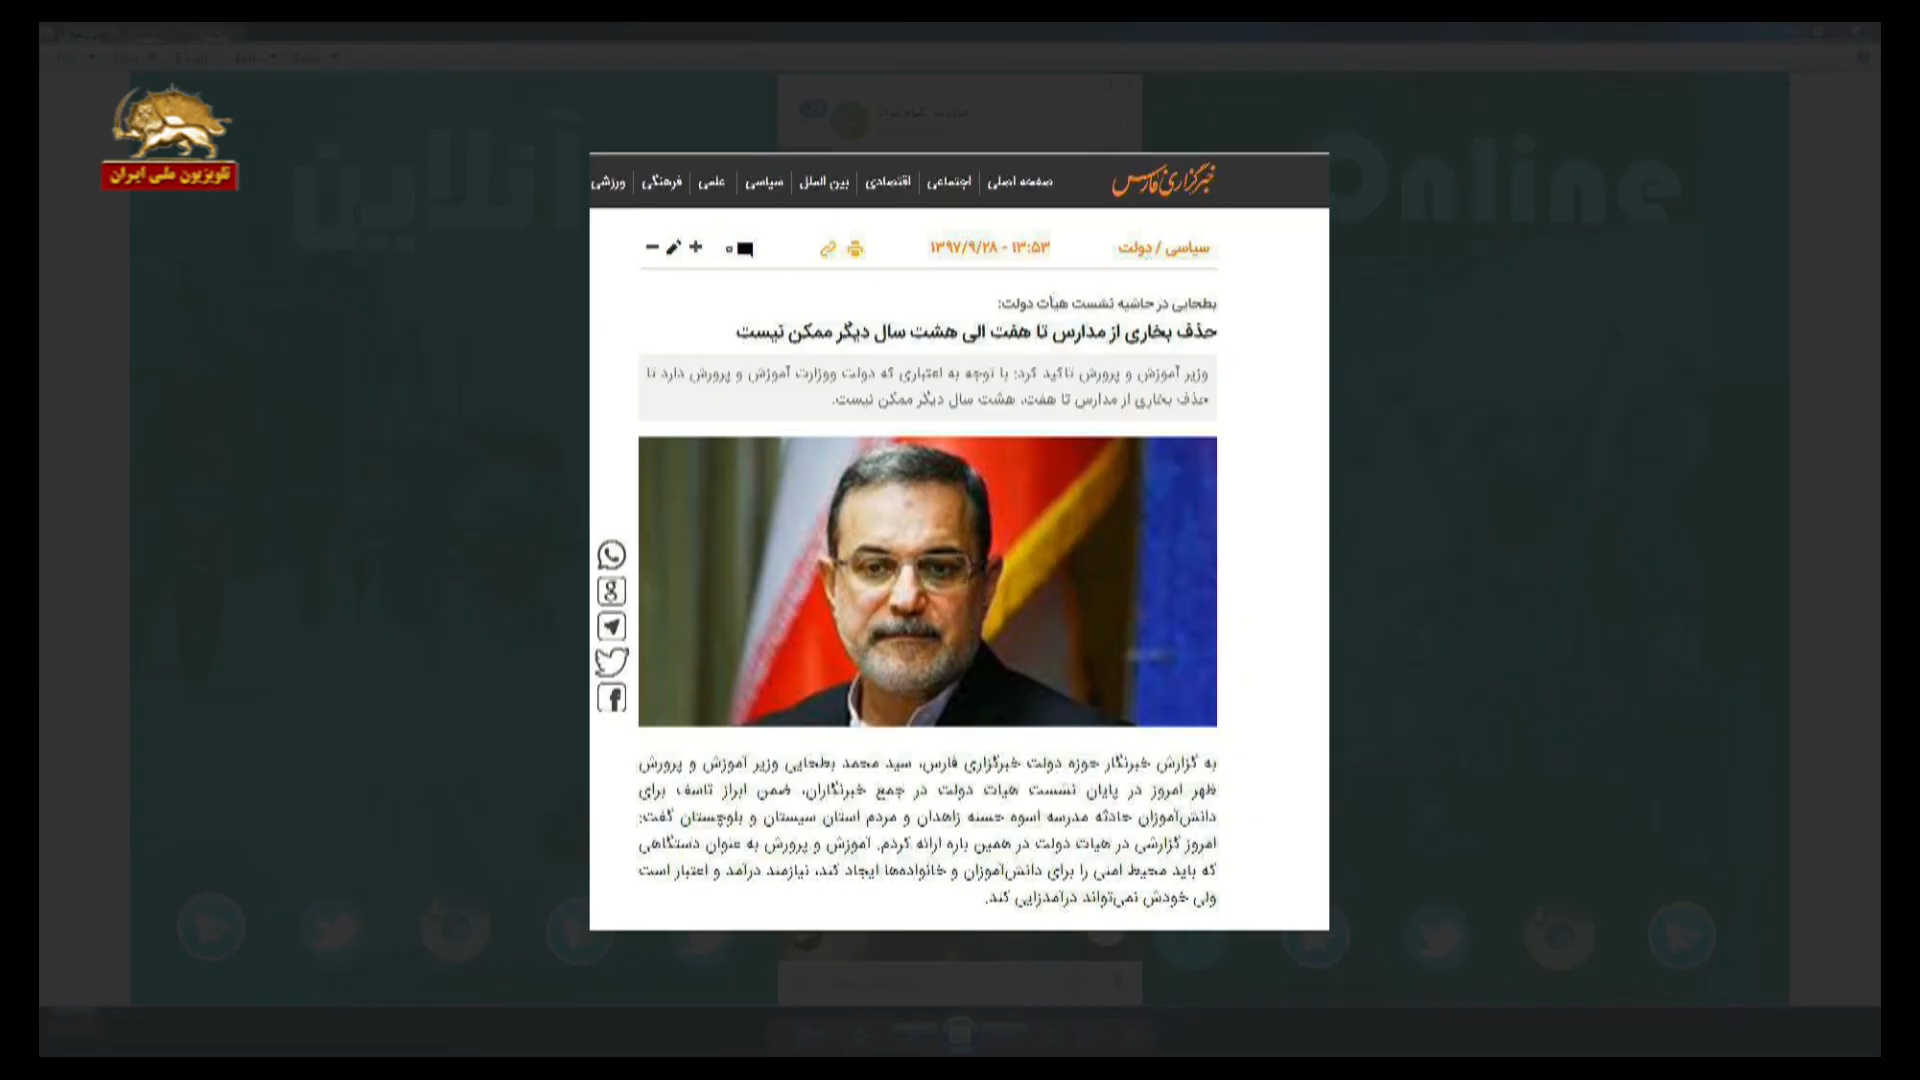 تلویزیون ملی ایران
آنلاین
Online
خبرگزاری فارس
صفحه اصلی | اجتماعی | اقتصادی | بین الملل | سیاسی | علمی | فرهنگی | ورزشی
سیاسی / دولت
۱۳:۵۳ - ۱۳۹۷/۹/۲۸
بطحایی در حاشیه نشست هیأت دولت:
حذف بخاری از مدارس تا هفت الی هشت سال دیگر ممکن نیست
وزیر آموزش و پرورش تاکید کرد: با توجه به اعتباری که دولت ووزارت آموزش و پرورش دارد تا
حذف بخاری از مدارس تا هفت، هشت سال دیگر ممکن نیست.
به گزارش خبرنگار حوزه دولت خبرگزاری فارس، سید محمد بطحایی وزیر آموزش و پرورش
ظهر امروز در پایان نشست هیات دولت در جمع خبرنگاران، ضمن ابراز تاسف برای
دانش‌آموزان حادثه مدرسه اسوه حسنه زاهدان و مردم استان سیستان و بلوچستان گفت:
امروز گزارشی در هیات دولت در همین باره ارائه کردم. آموزش و پرورش به عنوان دستگاهی
که باید محیط امنی را برای دانش‌آموزان و خانواده‌ها ایجاد کند، نیازمند درآمد و اعتبار است
ولی خودش نمی‌تواند درآمدزایی کند.